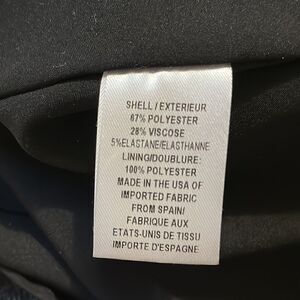 SHELL / EXTERIEUR
67% POLYESTER
28% VISCOSE
5%ELASTANE/ELASTHANNE
LINING/DOUBLURE:
100% POLYESTER
MADE IN THE USA OF
IMPORTED FABRIC
FROM SPAIN/
FABRIQUE AUX
ETATS-UNIS DE TISSU
IMPORTE D'ESPAGNE